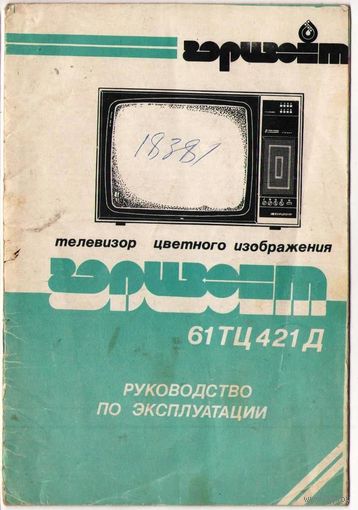 горизонт
18381
телевизор цветного изображения
горизонт
61ТЦ421Д
РУКОВОДСТВО
ПО ЭКСПЛУАТАЦИИ